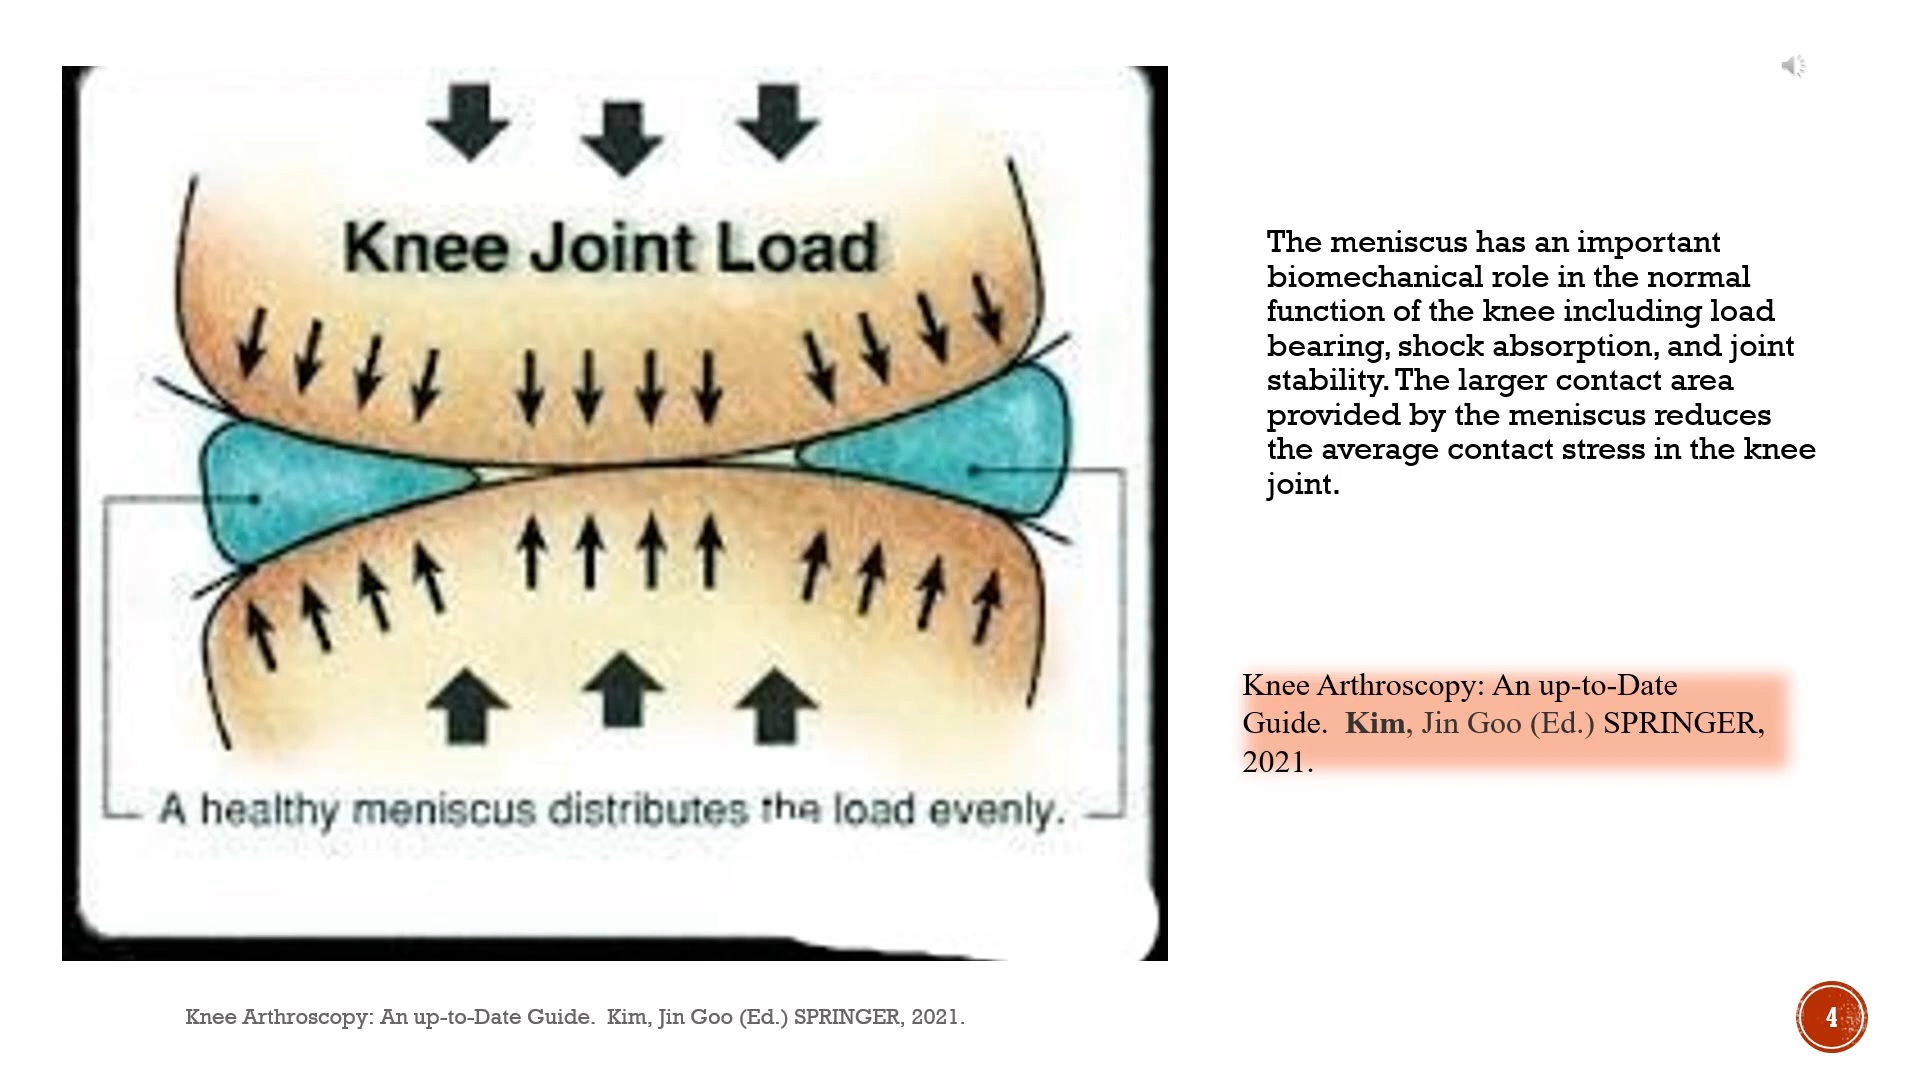 Knee Joint Load
A healthy meniscus distributes the load evenly.
The meniscus has an important
biomechanical role in the normal
function of the knee including load
bearing, shock absorption, and joint
stability. The larger contact area
provided by the meniscus reduces
the average contact stress in the knee
joint.
Knee Arthroscopy: An up-to-Date
Guide.  Kim, Jin Goo (Ed.) SPRINGER,
2021.
Knee Arthroscopy: An up-to-Date Guide.  Kim, Jin Goo (Ed.) SPRINGER, 2021.
4